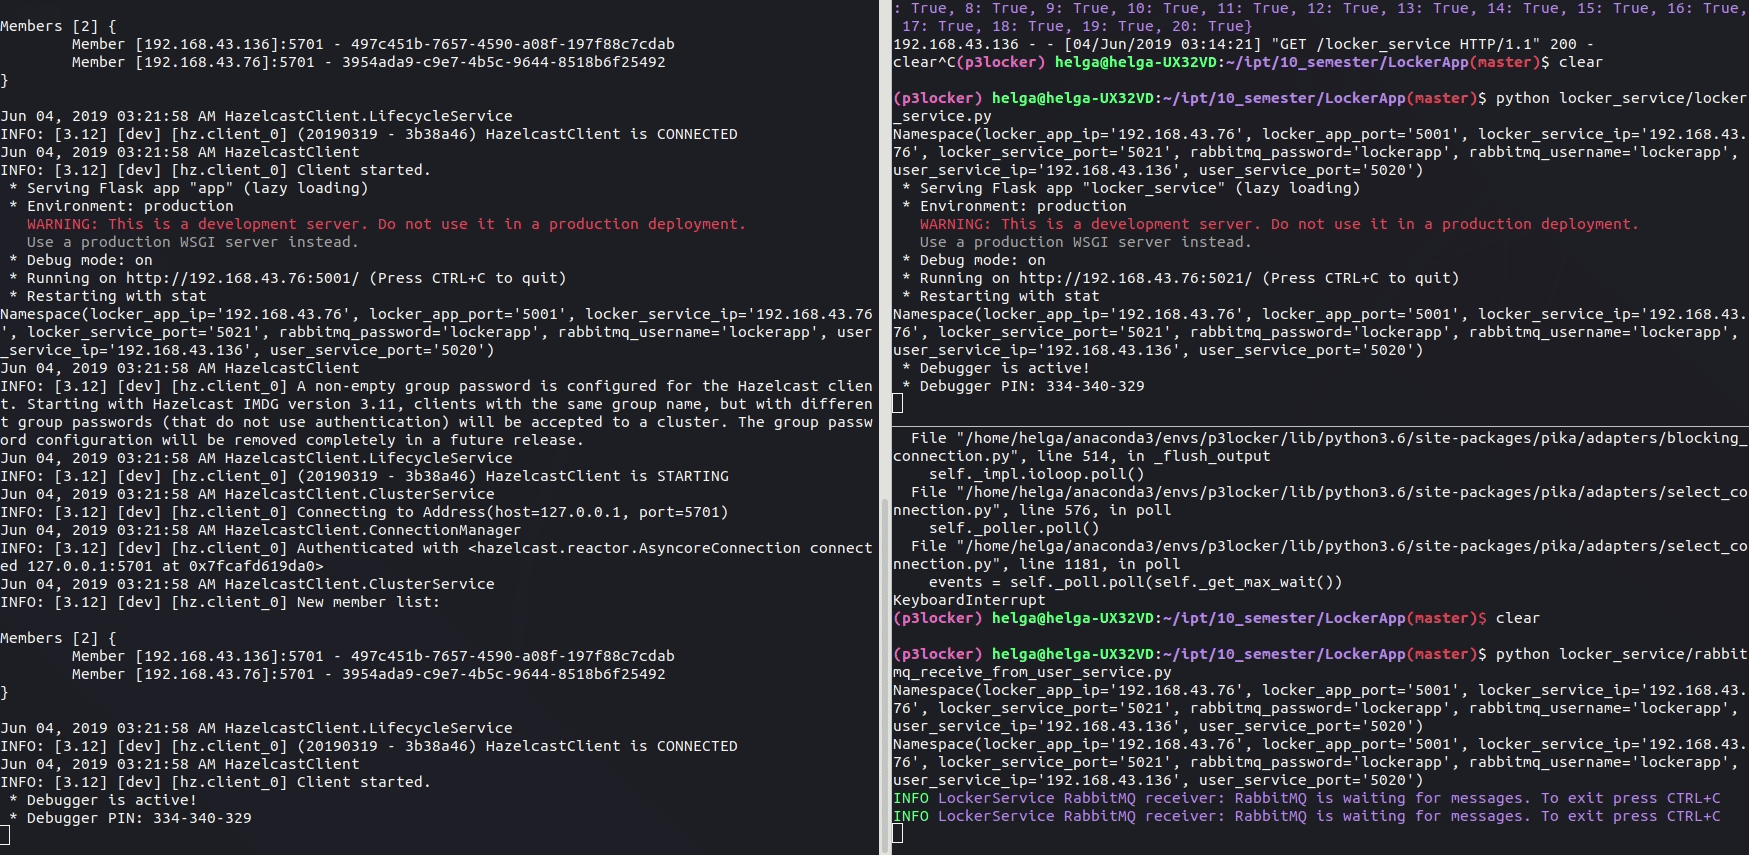 Members [2] {
        Member [192.168.43.136]:5701 - 497c451b-7657-4590-a08f-197f88c7cdab
        Member [192.168.43.76]:5701 - 3954ada9-c9e7-4b5c-9644-8518b6f25492
}
Jun 04, 2019 03:21:58 AM HazelcastClient.LifecycleService
INFO: [3.12] [dev] [hz.client_0] (20190319 - 3b38a46) HazelcastClient is CONNECTED
Jun 04, 2019 03:21:58 AM HazelcastClient
INFO: [3.12] [dev] [hz.client_0] Client started.
 * Serving Flask app "app" (lazy loading)
 * Environment: production
   WARNING: This is a development server. Do not use it in a production deployment.
   Use a production WSGI server instead.
 * Debug mode: on
 * Running on http://192.168.43.76:5001/ (Press CTRL+C to quit)
 * Restarting with stat
Namespace(locker_app_ip='192.168.43.76', locker_app_port='5001', locker_service_ip='192.168.43.76
', locker_service_port='5021', rabbitmq_password='lockerapp', rabbitmq_username='lockerapp', user
_service_ip='192.168.43.136', user_service_port='5020')
Jun 04, 2019 03:21:58 AM HazelcastClient
INFO: [3.12] [dev] [hz.client_0] A non-empty group password is configured for the Hazelcast clien
t. Starting with Hazelcast IMDG version 3.11, clients with the same group name, but with differen
t group passwords (that do not use authentication) will be accepted to a cluster. The group passw
ord configuration will be removed completely in a future release.
Jun 04, 2019 03:21:58 AM HazelcastClient.LifecycleService
INFO: [3.12] [dev] [hz.client_0] (20190319 - 3b38a46) HazelcastClient is STARTING
Jun 04, 2019 03:21:58 AM HazelcastClient.ClusterService
INFO: [3.12] [dev] [hz.client_0] Connecting to Address(host=127.0.0.1, port=5701)
Jun 04, 2019 03:21:58 AM HazelcastClient.ConnectionManager
INFO: [3.12] [dev] [hz.client_0] Authenticated with <hazelcast.reactor.AsyncoreConnection connect
ed 127.0.0.1:5701 at 0x7fcafd619da0>
Jun 04, 2019 03:21:58 AM HazelcastClient.ClusterService
INFO: [3.12] [dev] [hz.client_0] New member list:
Members [2] {
        Member [192.168.43.136]:5701 - 497c451b-7657-4590-a08f-197f88c7cdab
        Member [192.168.43.76]:5701 - 3954ada9-c9e7-4b5c-9644-8518b6f25492
}
Jun 04, 2019 03:21:58 AM HazelcastClient.LifecycleService
INFO: [3.12] [dev] [hz.client_0] (20190319 - 3b38a46) HazelcastClient is CONNECTED
Jun 04, 2019 03:21:58 AM HazelcastClient
INFO: [3.12] [dev] [hz.client_0] Client started.
 * Debugger is active!
 * Debugger PIN: 334-340-329
: True, 8: True, 9: True, 10: True, 11: True, 12: True, 13: True, 14: True, 15: True, 16: True,
 17: True, 18: True, 19: True, 20: True}
192.168.43.136 - - [04/Jun/2019 03:14:21] "GET /locker_service HTTP/1.1" 200 -
clear^C(p3locker) helga@helga-UX32VD:~/ipt/10_semester/LockerApp(master)$ clear
(p3locker) helga@helga-UX32VD:~/ipt/10_semester/LockerApp(master)$ python locker_service/locker
_service.py
Namespace(locker_app_ip='192.168.43.76', locker_app_port='5001', locker_service_ip='192.168.43.
76', locker_service_port='5021', rabbitmq_password='lockerapp', rabbitmq_username='lockerapp',
user_service_ip='192.168.43.136', user_service_port='5020')
 * Serving Flask app "locker_service" (lazy loading)
 * Environment: production
   WARNING: This is a development server. Do not use it in a production deployment.
   Use a production WSGI server instead.
 * Debug mode: on
 * Running on http://192.168.43.76:5021/ (Press CTRL+C to quit)
 * Restarting with stat
Namespace(locker_app_ip='192.168.43.76', locker_app_port='5001', locker_service_ip='192.168.43.
76', locker_service_port='5021', rabbitmq_password='lockerapp', rabbitmq_username='lockerapp',
user_service_ip='192.168.43.136', user_service_port='5020')
 * Debugger is active!
 * Debugger PIN: 334-340-329
  File "/home/helga/anaconda3/envs/p3locker/lib/python3.6/site-packages/pika/adapters/blocking_
connection.py", line 514, in _flush_output
    self._impl.ioloop.poll()
  File "/home/helga/anaconda3/envs/p3locker/lib/python3.6/site-packages/pika/adapters/select_co
nnection.py", line 576, in poll
    self._poller.poll()
  File "/home/helga/anaconda3/envs/p3locker/lib/python3.6/site-packages/pika/adapters/select_co
nnection.py", line 1181, in poll
    events = self._poll.poll(self._get_max_wait())
KeyboardInterrupt
(p3locker) helga@helga-UX32VD:~/ipt/10_semester/LockerApp(master)$ clear
(p3locker) helga@helga-UX32VD:~/ipt/10_semester/LockerApp(master)$ python locker_service/rabbit
mq_receive_from_user_service.py
Namespace(locker_app_ip='192.168.43.76', locker_app_port='5001', locker_service_ip='192.168.43.
76', locker_service_port='5021', rabbitmq_password='lockerapp', rabbitmq_username='lockerapp',
user_service_ip='192.168.43.136', user_service_port='5020')
Namespace(locker_app_ip='192.168.43.76', locker_app_port='5001', locker_service_ip='192.168.43.
76', locker_service_port='5021', rabbitmq_password='lockerapp', rabbitmq_username='lockerapp',
user_service_ip='192.168.43.136', user_service_port='5020')
INFO LockerService RabbitMQ receiver: RabbitMQ is waiting for messages. To exit press CTRL+C
INFO LockerService RabbitMQ receiver: RabbitMQ is waiting for messages. To exit press CTRL+C